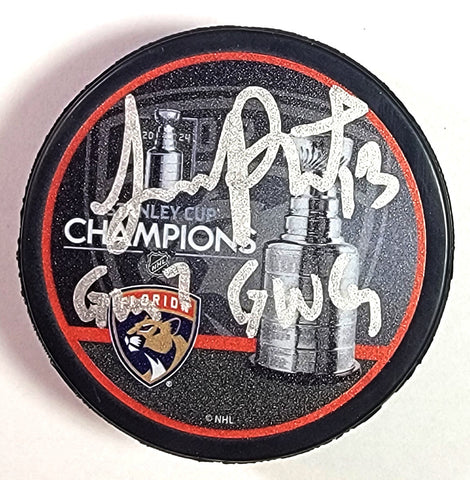 2024
STANLEY CUP
CHAMPIONS
13
NHL
Gm 7 GWG
FLORIDA
© NHL